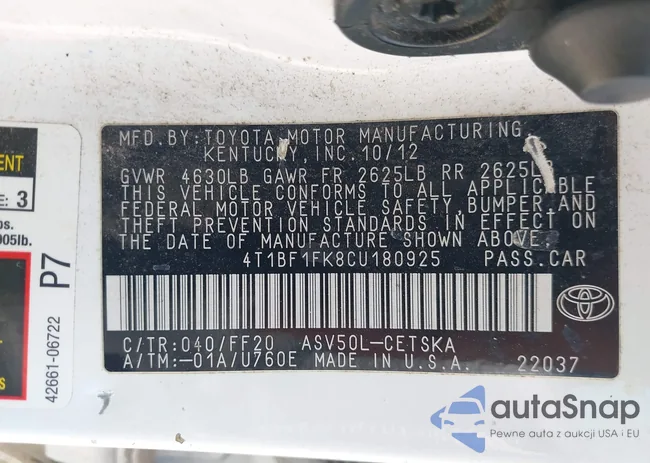 MFD. BY: TOYOTA MOTOR MANUFACTURING,
KENTUCKY, INC. 10/12
GVWR 4630LB GAWR FR 2625LB RR 2625LB
THIS VEHICLE CONFORMS TO ALL APPLICABLE
FEDERAL MOTOR VEHICLE SAFETY, BUMPER AND
THEFT PREVENTION STANDARDS IN EFFECT ON
THE DATE OF MANUFACTURE SHOWN ABOVE.
4T1BF1FK8CU180925 PASS.CAR
C/TR:040/FF20 ASV50L-CETSKA
A/TM:-01A/U760E MADE IN U.S.A. 22037
3
905lb.
P7
42661-06722
autaSnap
Pewne auta z aukcji USA i EU